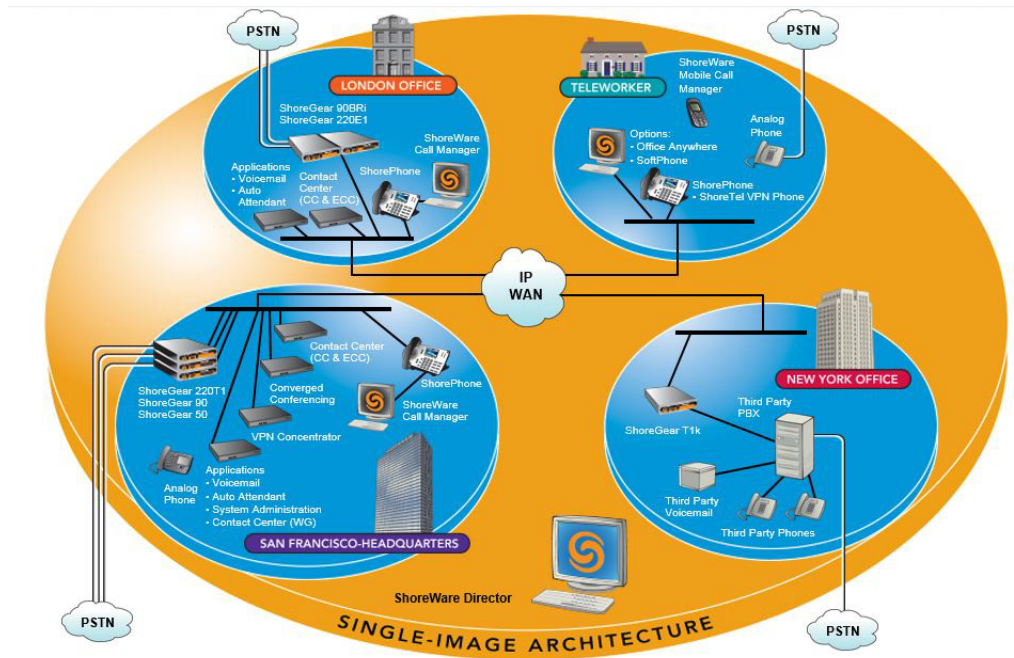 PSTN
LONDON OFFICE
ShoreGear 90BRi
ShoreGear 220E1
ShoreWare
Call Manager
Applications
- Voicemail
- Auto
Attendant
Contact
Center
(CC & ECC)
ShorePhone
PSTN
TELEWORKER
ShoreWare
Mobile Call
Manager
Analog
Phone
Options:
- Office Anywhere
- SoftPhone
ShorePhone
- ShoreTel VPN Phone
IP
WAN
Contact Center
(CC & ECC)
ShorePhone
ShoreGear 220T1
ShoreGear 90
ShoreGear 50
Converged
Conferencing
ShoreWare
Call Manager
VPN Concentrator
Analog
Phone
Applications
- Voicemail
- Auto Attendant
- System Administration
- Contact Center (WG)
SAN FRANCISCO-HEADQUARTERS
NEW YORK OFFICE
ShoreGear T1k
Third Party
PBX
Third Party
Voicemail
Third Party Phones
PSTN
ShoreWare Director
PSTN
SINGLE-IMAGE ARCHITECTURE